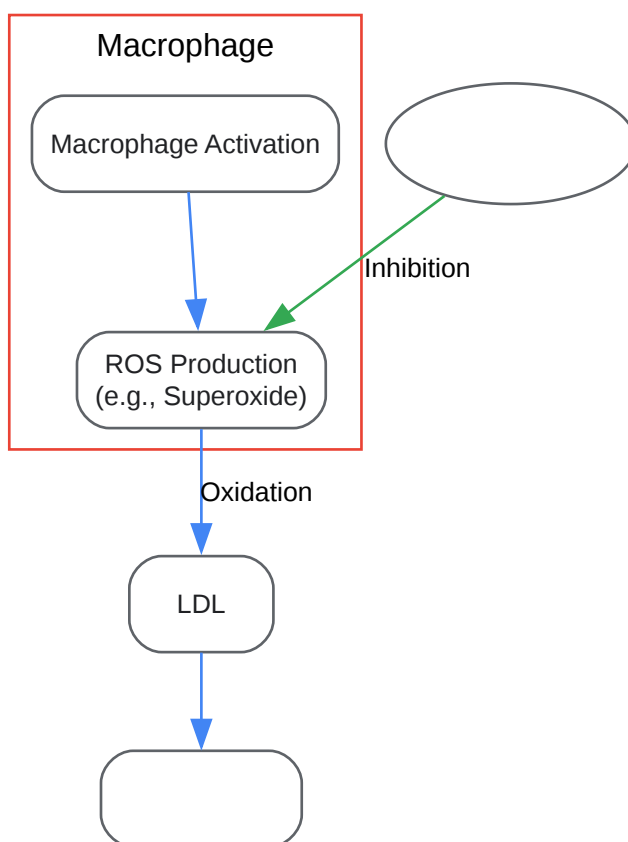 Macrophage
Macrophage Activation
Inhibition
ROS Production
(e.g., Superoxide)
Oxidation
LDL